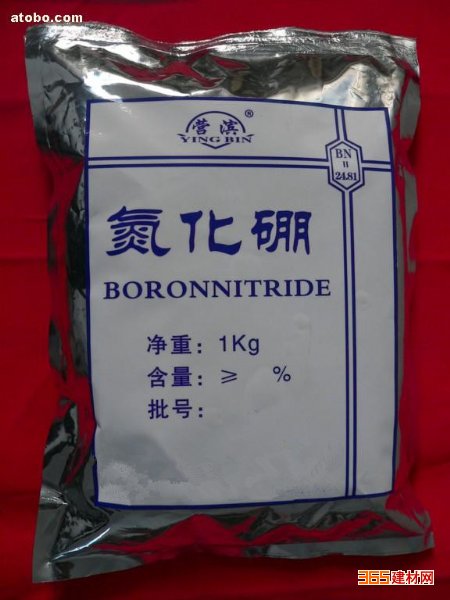 atobo.com
营滨®
YING BIN
BN
H
24.81
氮化硼
BORONNITRIDE
净重：1Kg
含量：≥ %
批号：
365建材网